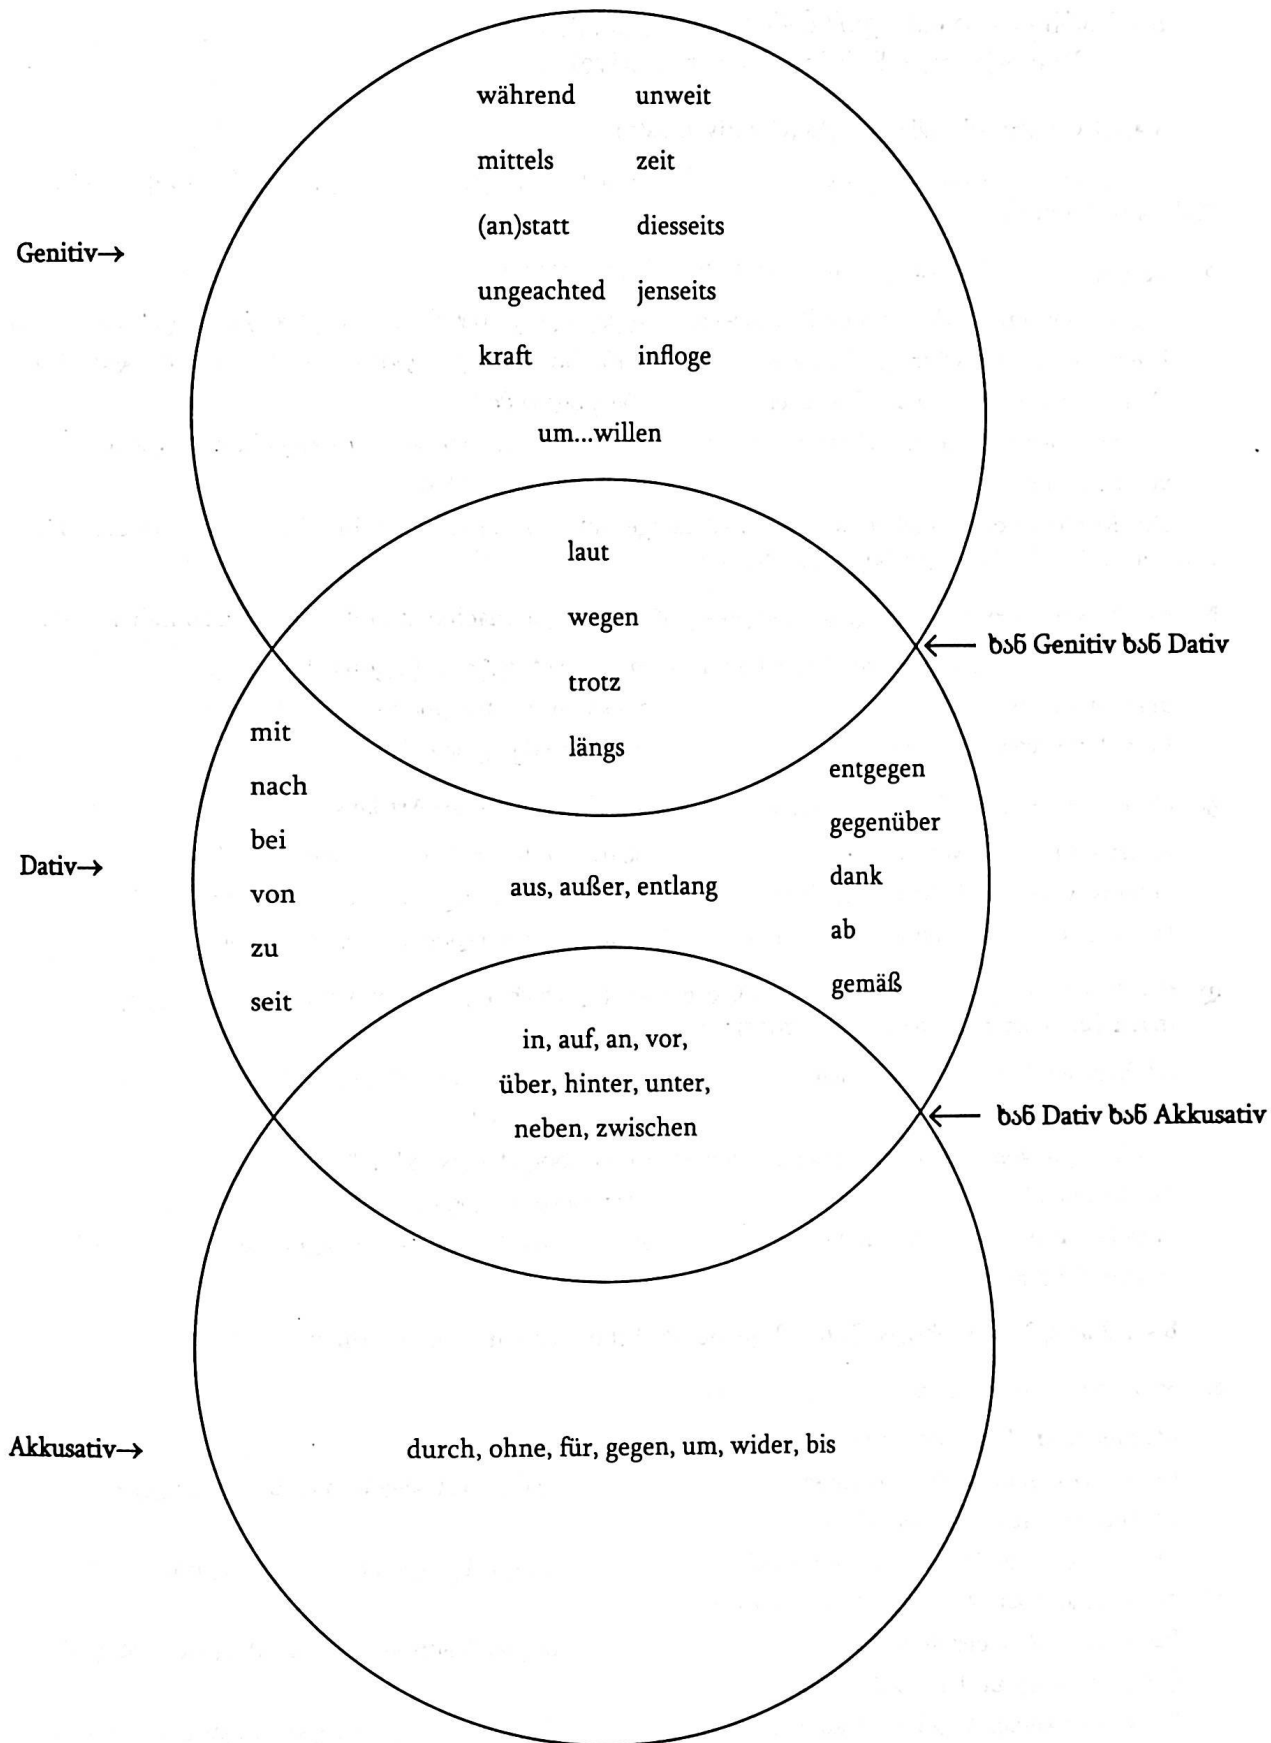 während unweit
mittels zeit
(an)statt diesseits
Genitiv→
ungeachted jenseits
kraft infloge
um...willen
laut
wegen
← ხან Genitiv ხან Dativ
trotz
längs
mit
nach
bei
von
zu
seit
entgegen
gegenüber
dank
ab
gemäß
Dativ→
aus, außer, entlang
in, auf, an, vor,
über, hinter, unter,
neben, zwischen
← ხან Dativ ხან Akkusativ
Akkusativ→
durch, ohne, für, gegen, um, wider, bis